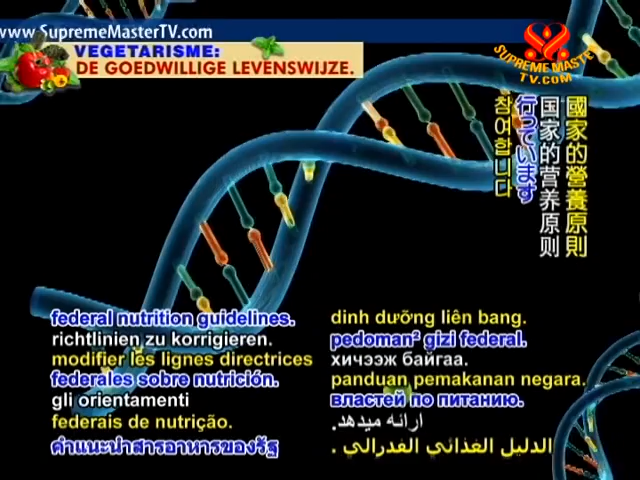 www.SupremeMasterTV.com
VEGETARISME:
DE GOEDWILLIGE LEVENSWIJZE.
SUPREME MASTE
TV.COM
國家的營養原則
国家的营养原则
行っています
참여합니다
federal nutrition guidelines.
richtlinien zu korrigieren.
modifier les lignes directrices
federales sobre nutrición.
gli orientamenti
federais de nutrição.
คำแนะนำสารอาหารของรัฐ
dinh dưỡng liên bang.
pedoman² gizi federal.
хичээж байгаа.
panduan pemakanan negara.
властей по питанию.
ارائه میدهد.
الدليل الغذائي الفدرالي .